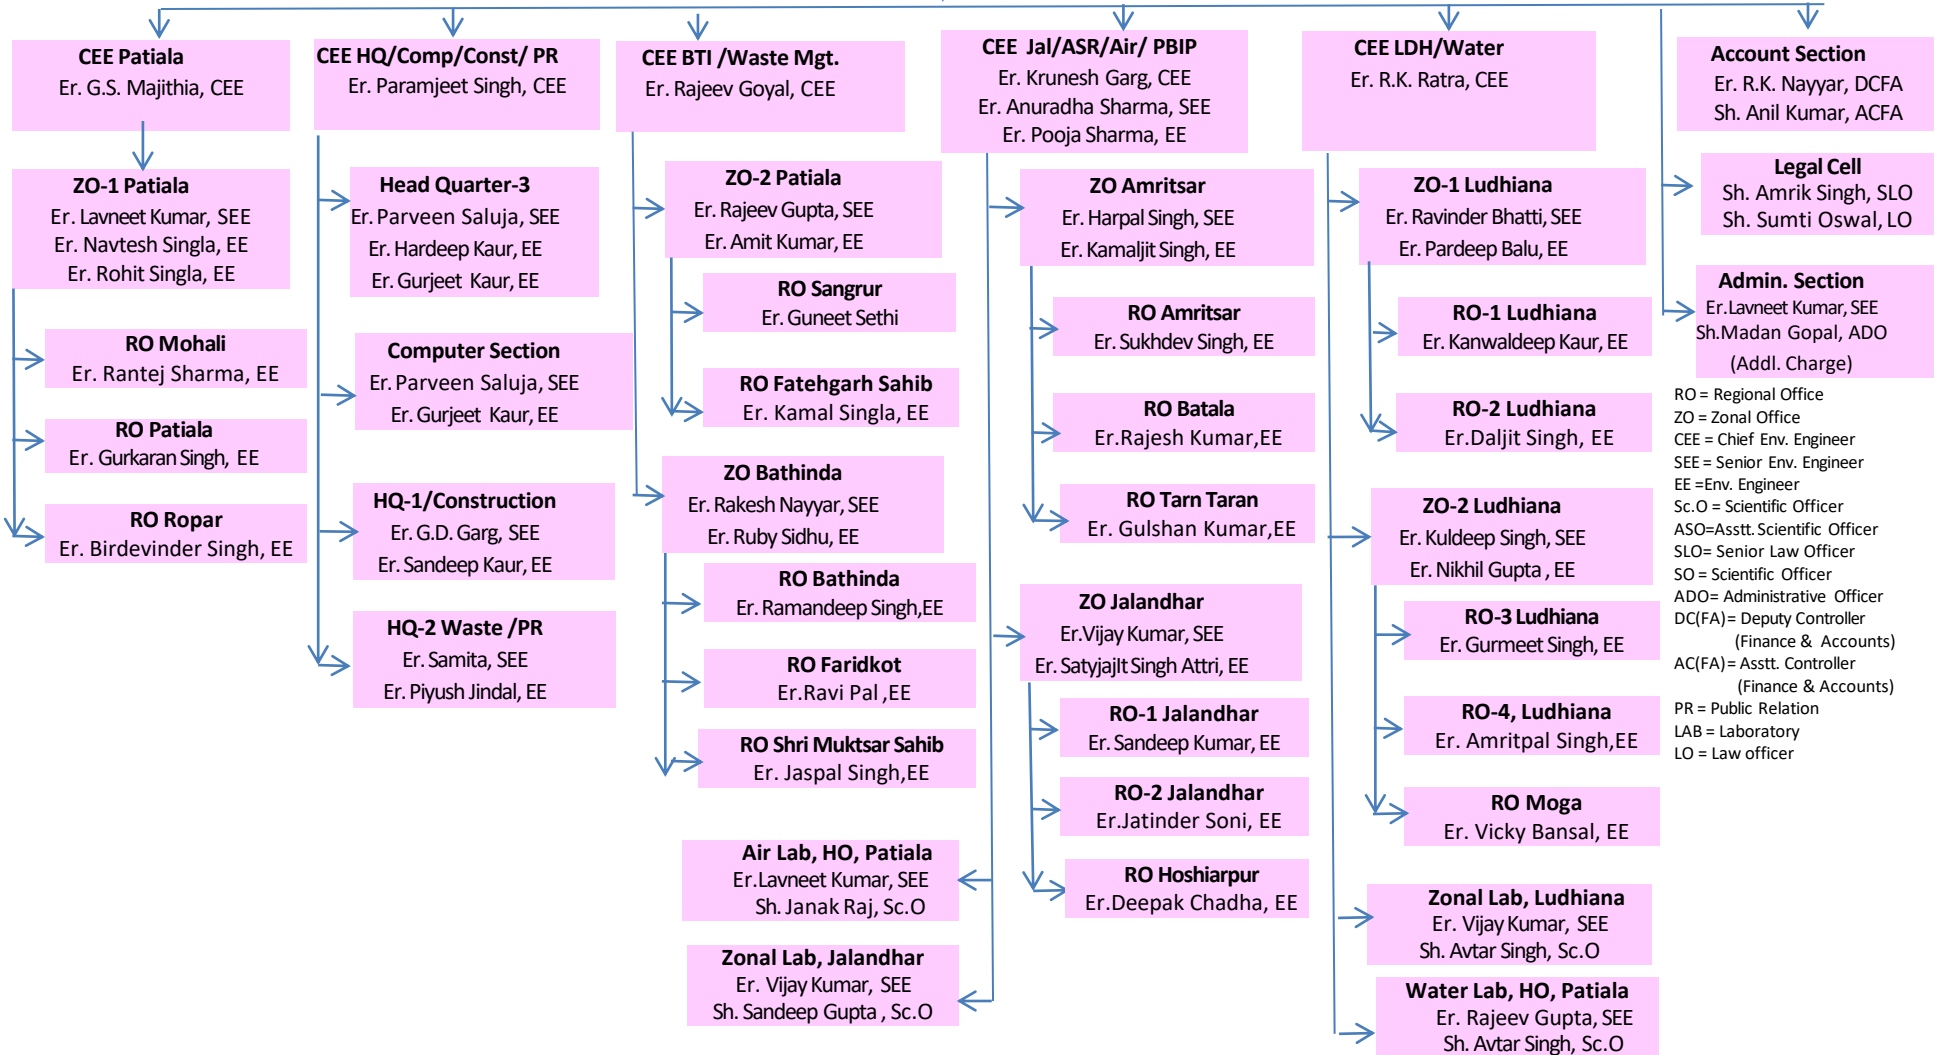 CEE Patiala
Er. G.S. Majithia, CEE
ZO-1 Patiala
Er. Lavneet Kumar, SEE
Er. Navtesh Singla, EE
Er. Rohit Singla, EE
RO Mohali
Er. Rantej Sharma, EE
RO Patiala
Er. Gurkaran Singh, EE
RO Ropar
Er. Birdevinder Singh, EE
CEE HQ/Comp/Const/ PR
Er. Paramjeet Singh, CEE
Head Quarter-3
Er. Parveen Saluja, SEE
Er. Hardeep Kaur, EE
Er. Gurjeet Kaur, EE
Computer Section
Er. Parveen Saluja, SEE
Er. Gurjeet Kaur, EE
HQ-1/Construction
Er. G.D. Garg, SEE
Er. Sandeep Kaur, EE
HQ-2 Waste /PR
Er. Samita, SEE
Er. Piyush Jindal, EE
CEE BTI /Waste Mgt.
Er. Rajeev Goyal, CEE
ZO-2 Patiala
Er. Rajeev Gupta, SEE
Er. Amit Kumar, EE
RO Sangrur
Er. Guneet Sethi
RO Fatehgarh Sahib
Er. Kamal Singla, EE
ZO Bathinda
Er. Rakesh Nayyar, SEE
Er. Ruby Sidhu, EE
RO Bathinda
Er. Ramandeep Singh,EE
RO Faridkot
Er.Ravi Pal ,EE
RO Shri Muktsar Sahib
Er. Jaspal Singh,EE
CEE Jal/ASR/Air/ PBIP
Er. Krunesh Garg, CEE
Er. Anuradha Sharma, SEE
Er. Pooja Sharma, EE
ZO Amritsar
Er. Harpal Singh, SEE
Er. Kamaljit Singh, EE
RO Amritsar
Er. Sukhdev Singh, EE
RO Batala
Er.Rajesh Kumar,EE
RO Tarn Taran
Er. Gulshan Kumar,EE
ZO Jalandhar
Er.Vijay Kumar, SEE
Er. SatyjajIt Singh Attri, EE
RO-1 Jalandhar
Er. Sandeep Kumar, EE
RO-2 Jalandhar
Er.Jatinder Soni, EE
RO Hoshiarpur
Er.Deepak Chadha, EE
Air Lab, HO, Patiala
Er.Lavneet Kumar, SEE
Sh. Janak Raj, Sc.O
Zonal Lab, Jalandhar
Er. Vijay Kumar, SEE
Sh. Sandeep Gupta , Sc.O
CEE LDH/Water
Er. R.K. Ratra, CEE
ZO-1 Ludhiana
Er. Ravinder Bhatti, SEE
Er. Pardeep Balu, EE
RO-1 Ludhiana
Er. Kanwaldeep Kaur, EE
RO-2 Ludhiana
Er.Daljit Singh, EE
ZO-2 Ludhiana
Er. Kuldeep Singh, SEE
Er. Nikhil Gupta , EE
RO-3 Ludhiana
Er. Gurmeet Singh, EE
RO-4, Ludhiana
Er. Amritpal Singh,EE
RO Moga
Er. Vicky Bansal, EE
Zonal Lab, Ludhiana
Er. Vijay Kumar, SEE
Sh. Avtar Singh, Sc.O
Water Lab, HO, Patiala
Er. Rajeev Gupta, SEE
Sh. Avtar Singh, Sc.O
Account Section
Er. R.K. Nayyar, DCFA
Sh. Anil Kumar, ACFA
Legal Cell
Sh. Amrik Singh, SLO
Sh. Sumti Oswal, LO
Admin. Section
Er.Lavneet Kumar, SEE
Sh.Madan Gopal, ADO
(Addl. Charge)
RO = Regional Office
ZO = Zonal Office
CEE = Chief Env. Engineer
SEE = Senior Env. Engineer
EE =Env. Engineer
Sc.O = Scientific Officer
ASO=Asstt. Scientific Officer
SLO= Senior Law Officer
SO = Scientific Officer
ADO= Administrative Officer
DC(FA)= Deputy Controller
(Finance & Accounts)
AC(FA)= Asstt. Controller
(Finance & Accounts)
PR = Public Relation
LAB = Laboratory
LO = Law officer